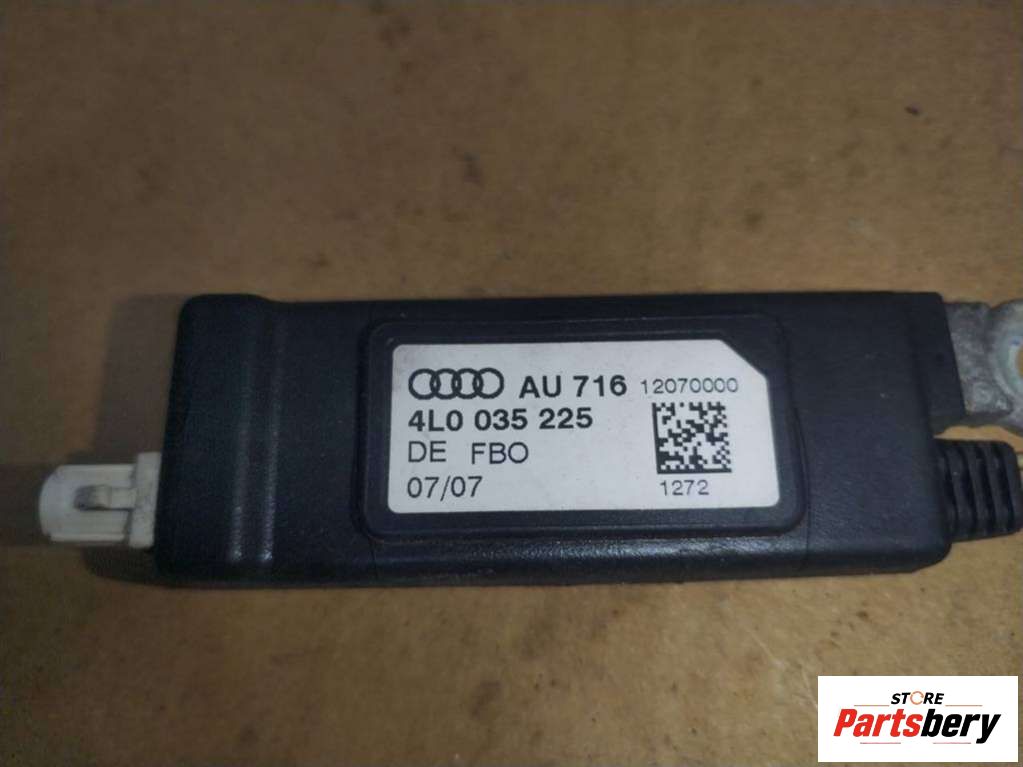 AU 716 12070000
4L0 035 225
DE FBO
07/07 1272
STORE
Partsbery